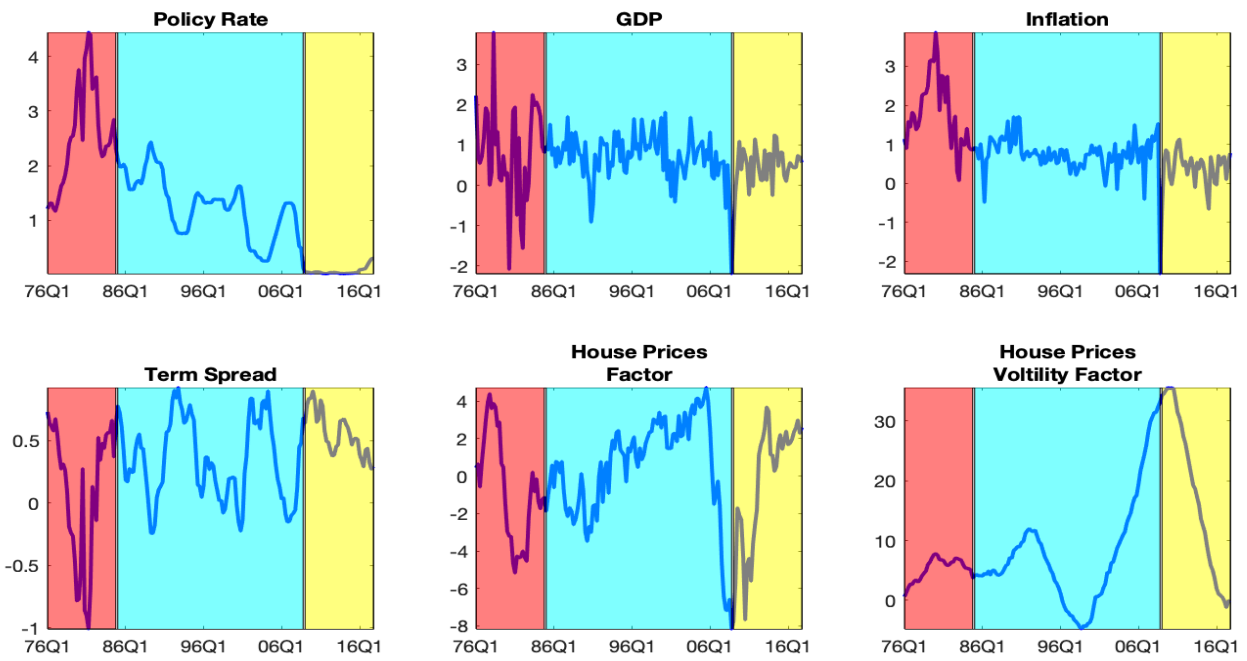 Policy Rate
4
3
2
1
76Q1 86Q1 96Q1 06Q1 16Q1
GDP
3
2
1
0
-1
-2
76Q1 86Q1 96Q1 06Q1 16Q1
Inflation
3
2
1
0
-1
-2
76Q1 86Q1 96Q1 06Q1 16Q1
Term Spread
0.5
0
-0.5
-1
76Q1 86Q1 96Q1 06Q1 16Q1
House Prices
Factor
4
2
0
-2
-4
-6
-8
76Q1 86Q1 96Q1 06Q1 16Q1
House Prices
Voltility Factor
30
20
10
0
76Q1 86Q1 96Q1 06Q1 16Q1